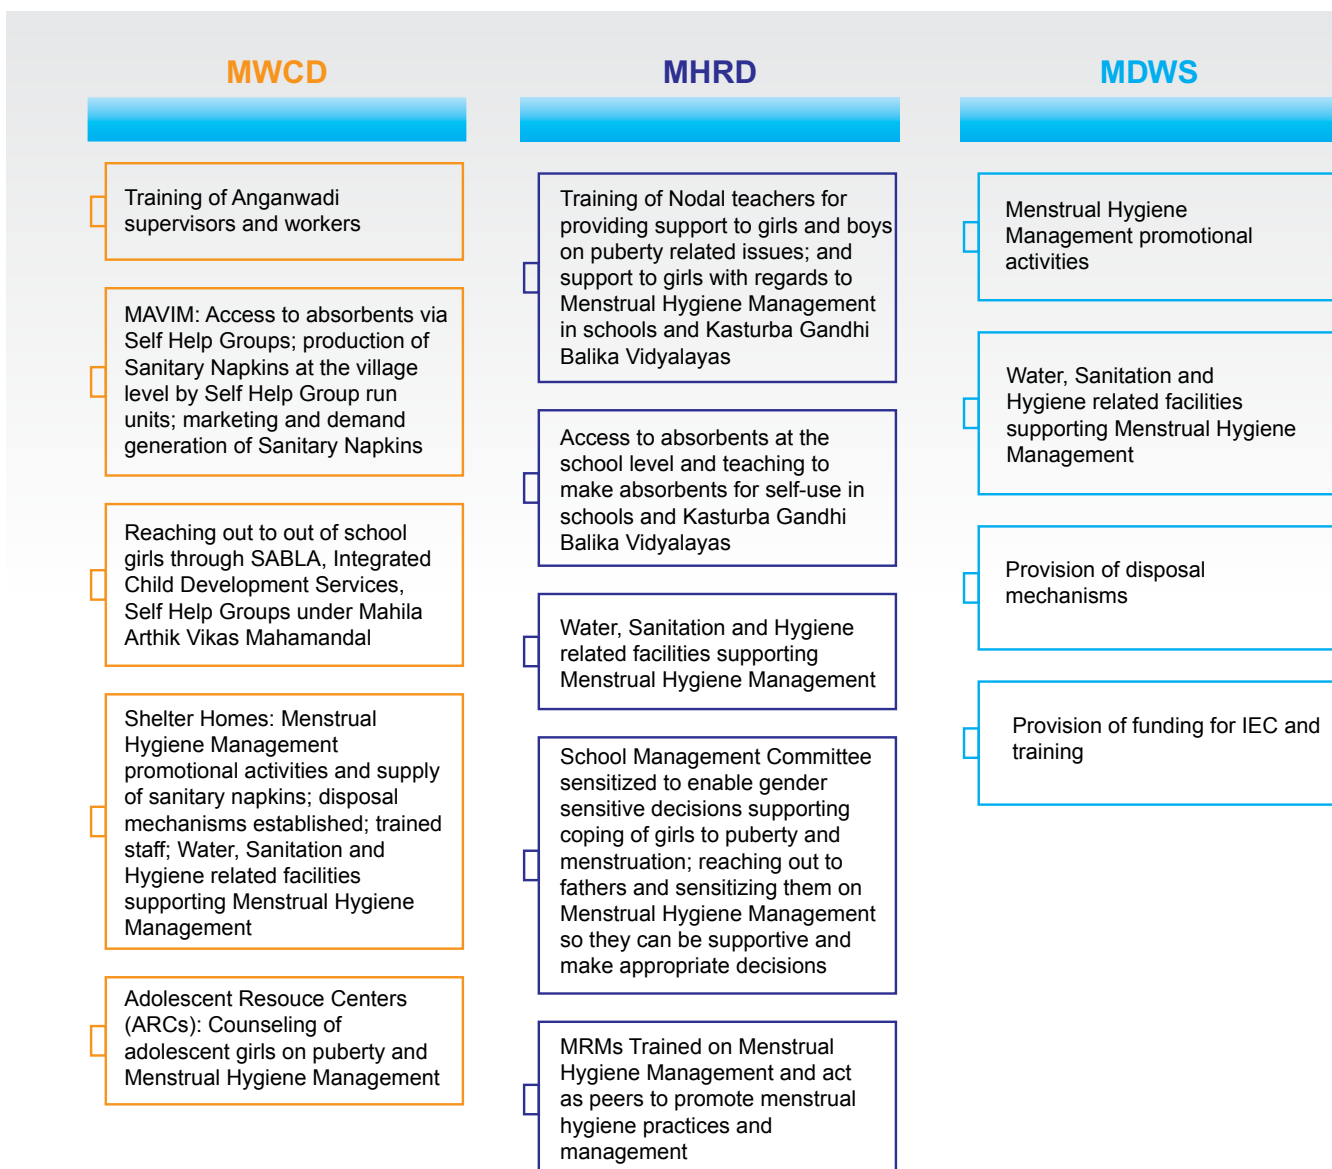 MWCD
Training of Anganwadi
supervisors and workers
MAVIM: Access to absorbents via
Self Help Groups; production of
Sanitary Napkins at the village
level by Self Help Group run
units; marketing and demand
generation of Sanitary Napkins
Reaching out to out of school
girls through SABLA, Integrated
Child Development Services,
Self Help Groups under Mahila
Arthik Vikas Mahamandal
Shelter Homes: Menstrual
Hygiene Management
promotional activities and supply
of sanitary napkins; disposal
mechanisms established; trained
staff; Water, Sanitation and
Hygiene related facilities
supporting Menstrual Hygiene
Management
Adolescent Resouce Centers
(ARCs): Counseling of
adolescent girls on puberty and
Menstrual Hygiene Management
MHRD
Training of Nodal teachers for
providing support to girls and boys
on puberty related issues; and
support to girls with regards to
Menstrual Hygiene Management
in schools and Kasturba Gandhi
Balika Vidyalayas
Access to absorbents at the
school level and teaching to
make absorbents for self-use in
schools and Kasturba Gandhi
Balika Vidyalayas
Water, Sanitation and Hygiene
related facilities supporting
Menstrual Hygiene Management
School Management Committee
sensitized to enable gender
sensitive decisions supporting
coping of girls to puberty and
menstruation; reaching out to
fathers and sensitizing them on
Menstrual Hygiene Management
so they can be supportive and
make appropriate decisions
MRMs Trained on Menstrual
Hygiene Management and act
as peers to promote menstrual
hygiene practices and
management
MDWS
Menstrual Hygiene
Management promotional
activities
Water, Sanitation and
Hygiene related facilities
supporting Menstrual Hygiene
Management
Provision of disposal
mechanisms
Provision of funding for IEC and
training